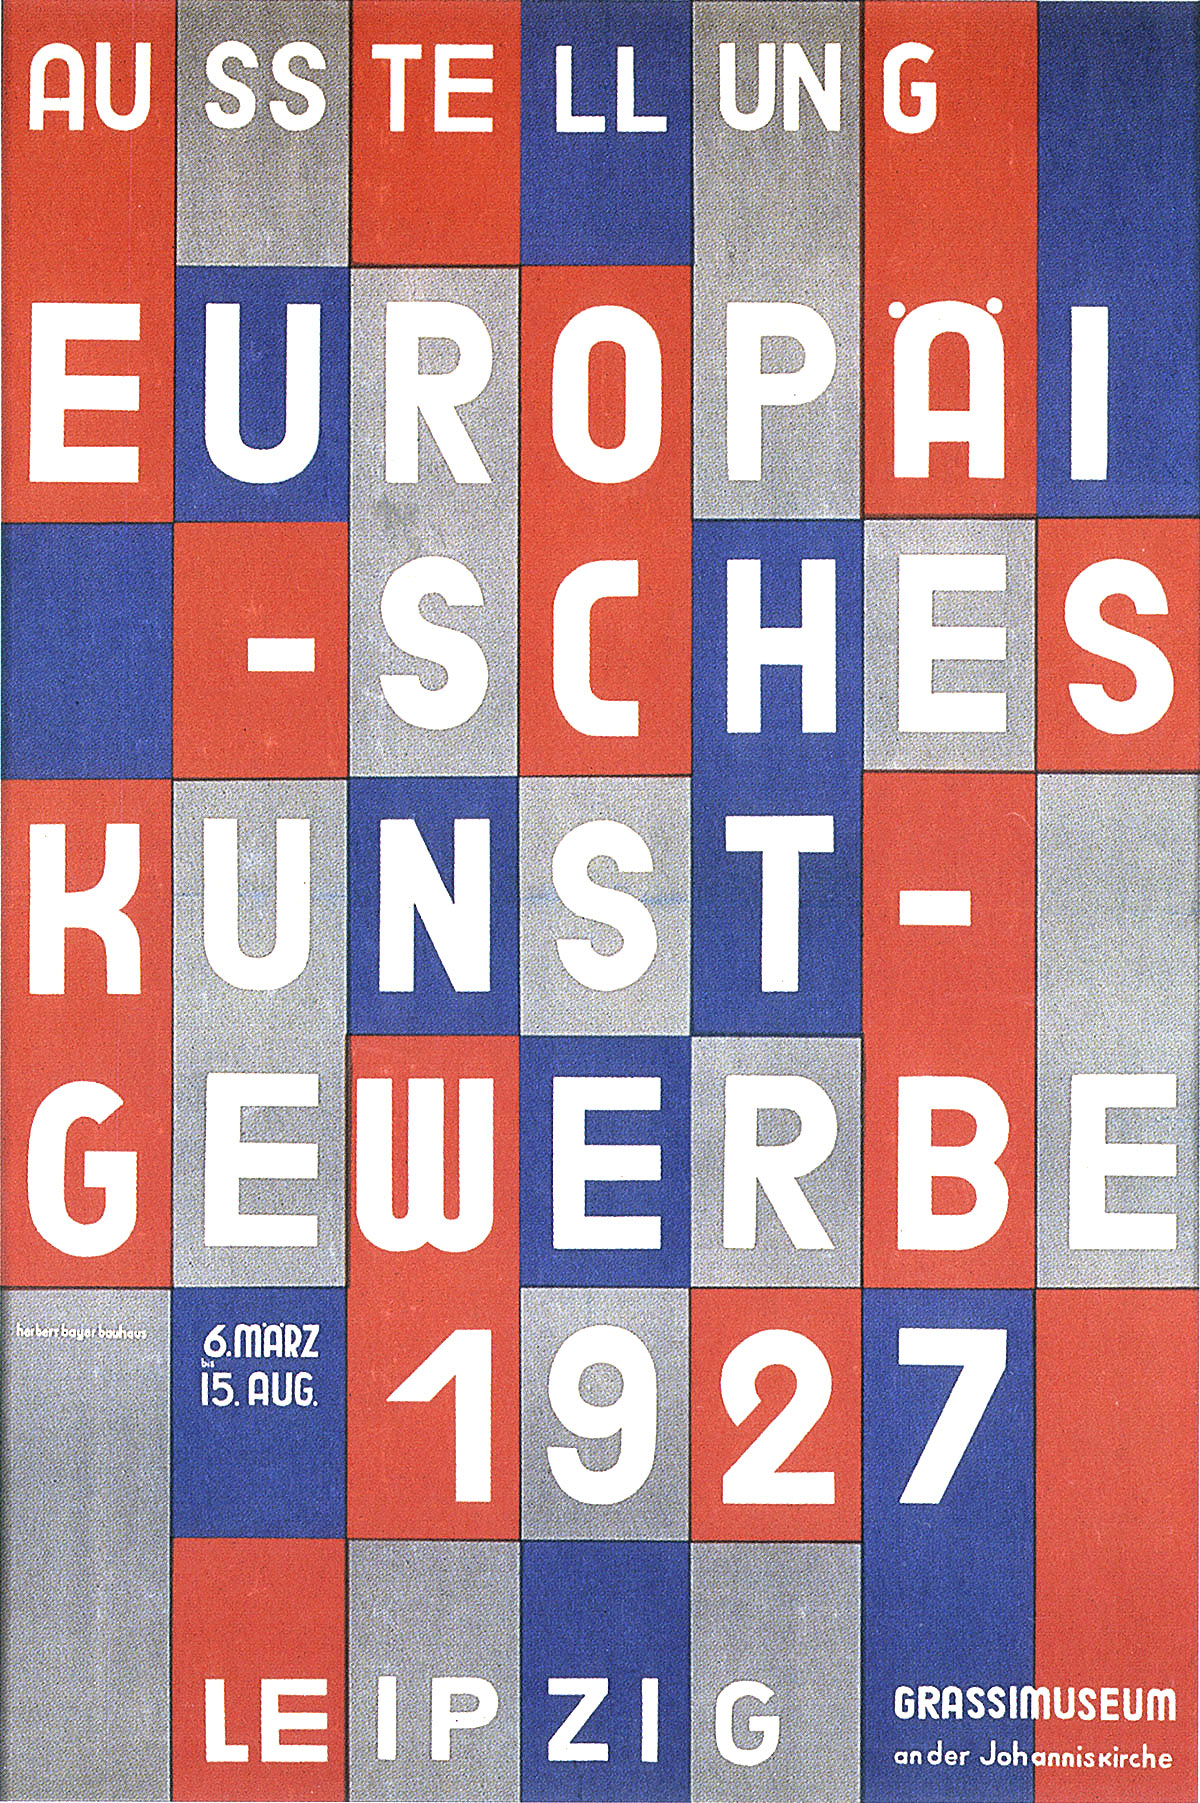 AUSSTELLUNG
EUROPÄI
-SCHES
KUNST-
GEWERBE
herbert bayer bauhaus
6. MÄRZ
bis
15. AUG.
1927
LEIPZIG
GRASSIMUSEUM
an der Johanniskirche